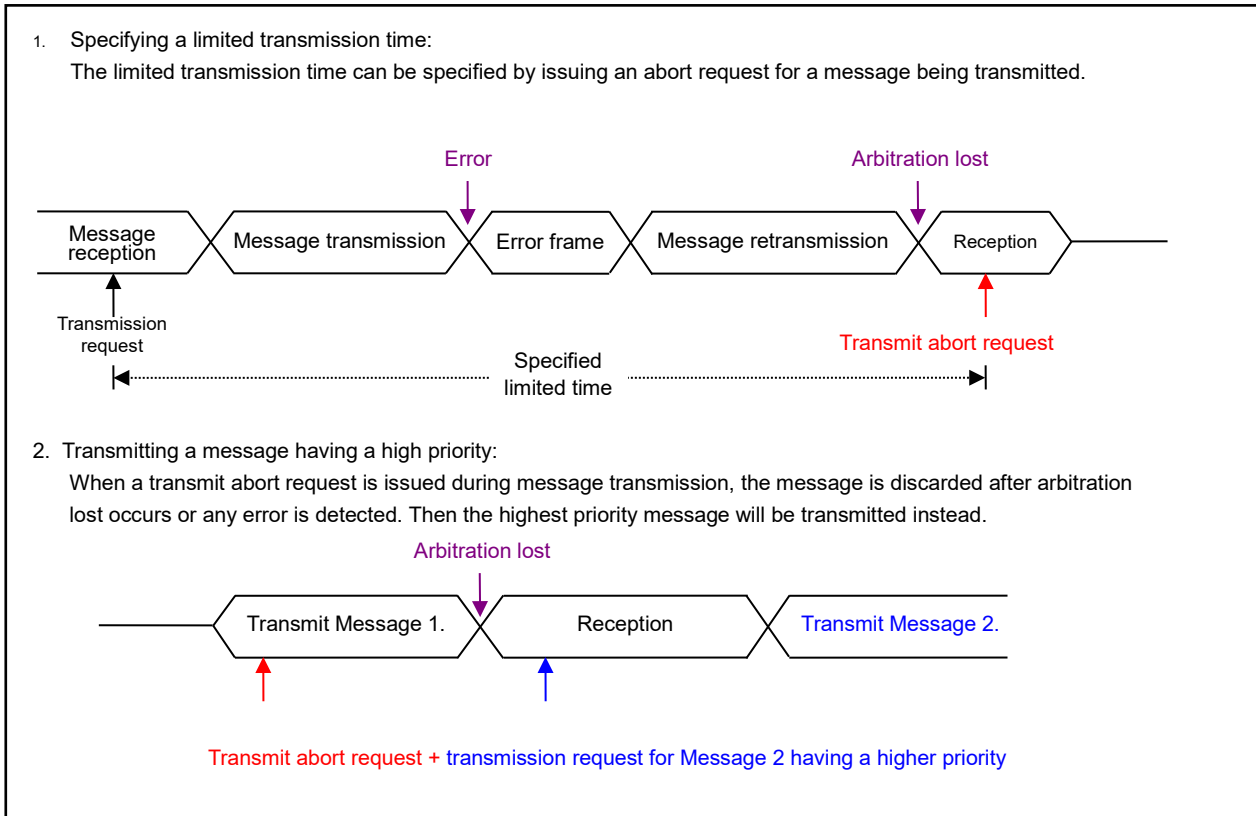 1. Specifying a limited transmission time:
The limited transmission time can be specified by issuing an abort request for a message being transmitted.
Error
Arbitration lost
Message
reception
Message transmission
Error frame
Message retransmission
Reception
Transmission
request
Transmit abort request
Specified
limited time
2. Transmitting a message having a high priority:
When a transmit abort request is issued during message transmission, the message is discarded after arbitration
lost occurs or any error is detected. Then the highest priority message will be transmitted instead.
Arbitration lost
Transmit Message 1.
Reception
Transmit Message 2.
Transmit abort request + transmission request for Message 2 having a higher priority